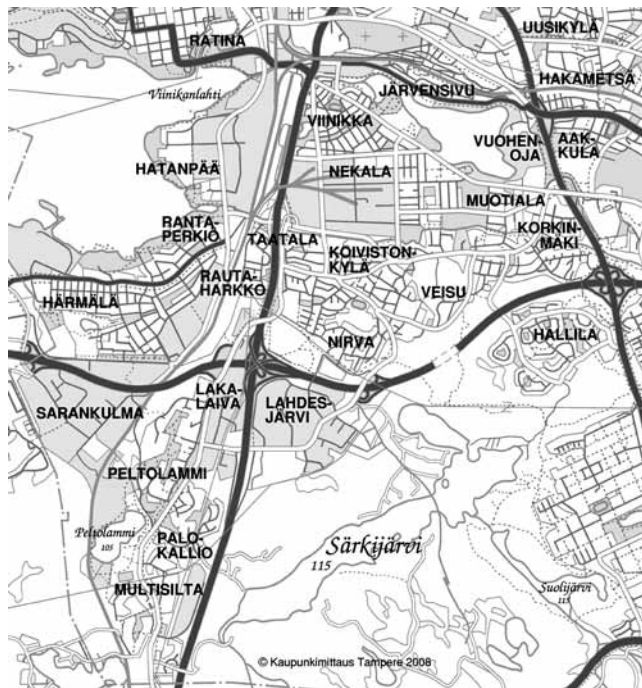 UUSIKYLÄ
RATINA
HAKAMETSÄ
Viinikanlahti
JÄRVENSIVU
VIINIKKA
VUOHEN-
OJA
AAK-
KULA
HATANPÄÄ
NEKALA
MUOTIALA
RANTA-
PERKIÖ
TAATALA
KOIVISTON-
KYLÄ
KORKIN-
MÄKI
RAUTA-
HARKKO
VEISU
HÄRMÄLÄ
NIRVA
HALLILA
LAKA-
LAIVA
LAHDES-
JÄRVI
SARANKULMA
PELTOLAMMI
Peltolammi
105
PALO-
KALLIO
Särkijärvi
115
MULTISILTA
Suolijärvi
115
© Kaupunkimittaus Tampere 2008